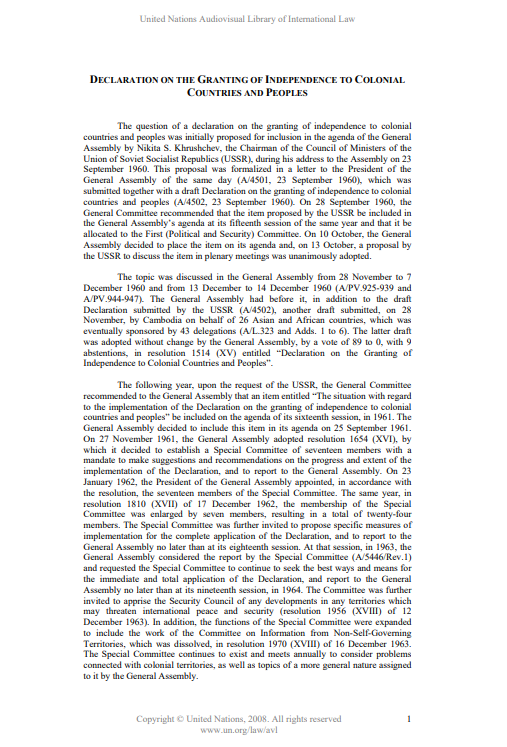 United Nations Audiovisual Library of International Law
DECLARATION ON THE GRANTING OF INDEPENDENCE TO COLONIAL
COUNTRIES AND PEOPLES
The question of a declaration on the granting of independence to colonial
countries and peoples was initially proposed for inclusion in the agenda of the General
Assembly by Nikita S. Khrushchev, the Chairman of the Council of Ministers of the
Union of Soviet Socialist Republics (USSR), during his address to the Assembly on 23
September 1960. This proposal was formalized in a letter to the President of the
General Assembly of the same day (A/4501, 23 September 1960), which was
submitted together with a draft Declaration on the granting of independence to colonial
countries and peoples (A/4502, 23 September 1960). On 28 September 1960, the
General Committee recommended that the item proposed by the USSR be included in
the General Assembly's agenda at its fifteenth session of the same year and that it be
allocated to the First (Political and Security) Committee. On 10 October, the General
Assembly decided to place the item on its agenda and, on 13 October, a proposal by
the USSR to discuss the item in plenary meetings was unanimously adopted.
The topic was discussed in the General Assembly from 28 November to 7
December 1960 and from 13 December to 14 December 1960 (A/PV.925-939 and
A/PV.944-947). The General Assembly had before it, in addition to the draft
Declaration submitted by the USSR (A/4502), another draft submitted, on 28
November, by Cambodia on behalf of 26 Asian and African countries, which was
eventually sponsored by 43 delegations (A/L.323 and Adds. 1 to 6). The latter draft
was adopted without change by the General Assembly, by a vote of 89 to 0, with 9
abstentions, in resolution 1514 (XV) entitled "Declaration on the Granting of
Independence to Colonial Countries and Peoples".
The following year, upon the request of the USSR, the General Committee
recommended to the General Assembly that an item entitled "The situation with regard
to the implementation of the Declaration on the granting of independence to colonial
countries and peoples" be included on the agenda of its sixteenth session, in 1961. The
General Assembly decided to include this item in its agenda on 25 September 1961.
On 27 November 1961, the General Assembly adopted resolution 1654 (XVI), by
which it decided to establish a Special Committee of seventeen members with a
mandate to make suggestions and recommendations on the progress and extent of the
implementation of the Declaration, and to report to the General Assembly. On 23
January 1962, the President of the General Assembly appointed, in accordance with
the resolution, the seventeen members of the Special Committee. The same year, in
resolution 1810 (XVII) of 17 December 1962, the membership of the Special
Committee was enlarged by seven members, resulting in a total of twenty-four
members. The Special Committee was further invited to propose specific measures of
implementation for the complete application of the Declaration, and to report to the
General Assembly no later than at its eighteenth session. At that session, in 1963, the
General Assembly considered the report by the Special Committee (A/5446/Rev.1)
and requested the Special Committee to continue to seek the best ways and means for
the immediate and total application of the Declaration, and report to the General
Assembly no later than at its nineteenth session, in 1964. The Committee was further
invited to apprise the Security Council of any developments in any territories which
may threaten international peace and security (resolution 1956 (XVIII) of 12
December 1963). In addition, the functions of the Special Committee were expanded
to include the work of the Committee on Information from Non-Self-Governing
Territories, which was dissolved, in resolution 1970 (XVIII) of 16 December 1963.
The Special Committee continues to exist and meets annually to consider problems
connected with colonial territories, as well as topics of a more general nature assigned
to it by the General Assembly.
Copyright © United Nations, 2008. All rights reserved 1
www.un.org/law/avl